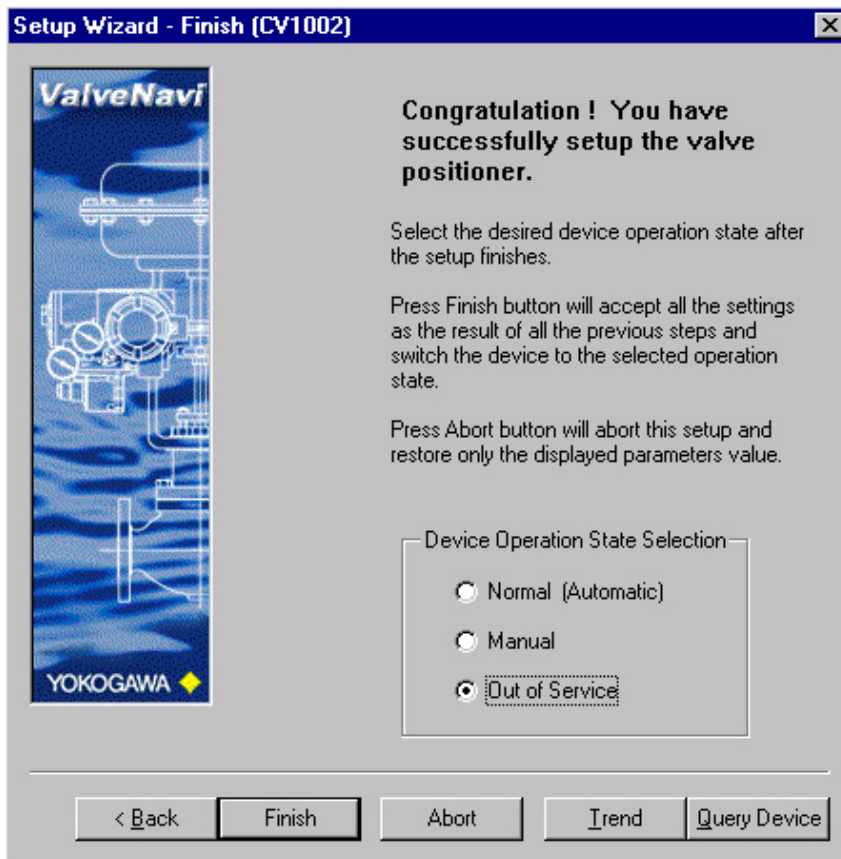 Setup Wizard - Finish (CV1002)
ValveNavi
Congratulation ! You have
successfully setup the valve
positioner.
Select the desired device operation state after
the setup finishes.
Press Finish button will accept all the settings
as the result of all the previous steps and
switch the device to the selected operation
state.
Press Abort button will abort this setup and
restore only the displayed parameters value.
Device Operation State Selection
Normal (Automatic)
Manual
Out of Service
YOKOGAWA
< Back Finish Abort Trend Query Device